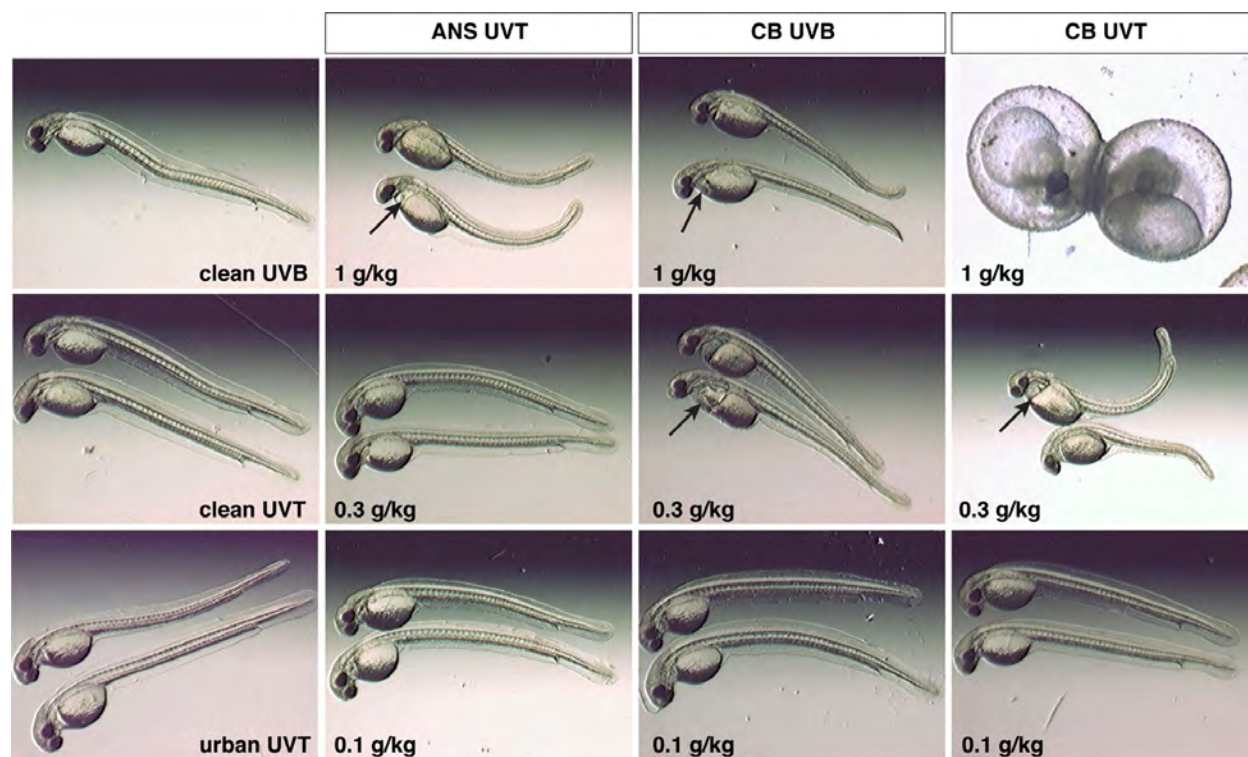 ANS UVT
CB UVB
CB UVT
clean UVB
1 g/kg
1 g/kg
1 g/kg
clean UVT
0.3 g/kg
0.3 g/kg
0.3 g/kg
urban UVT
0.1 g/kg
0.1 g/kg
0.1 g/kg